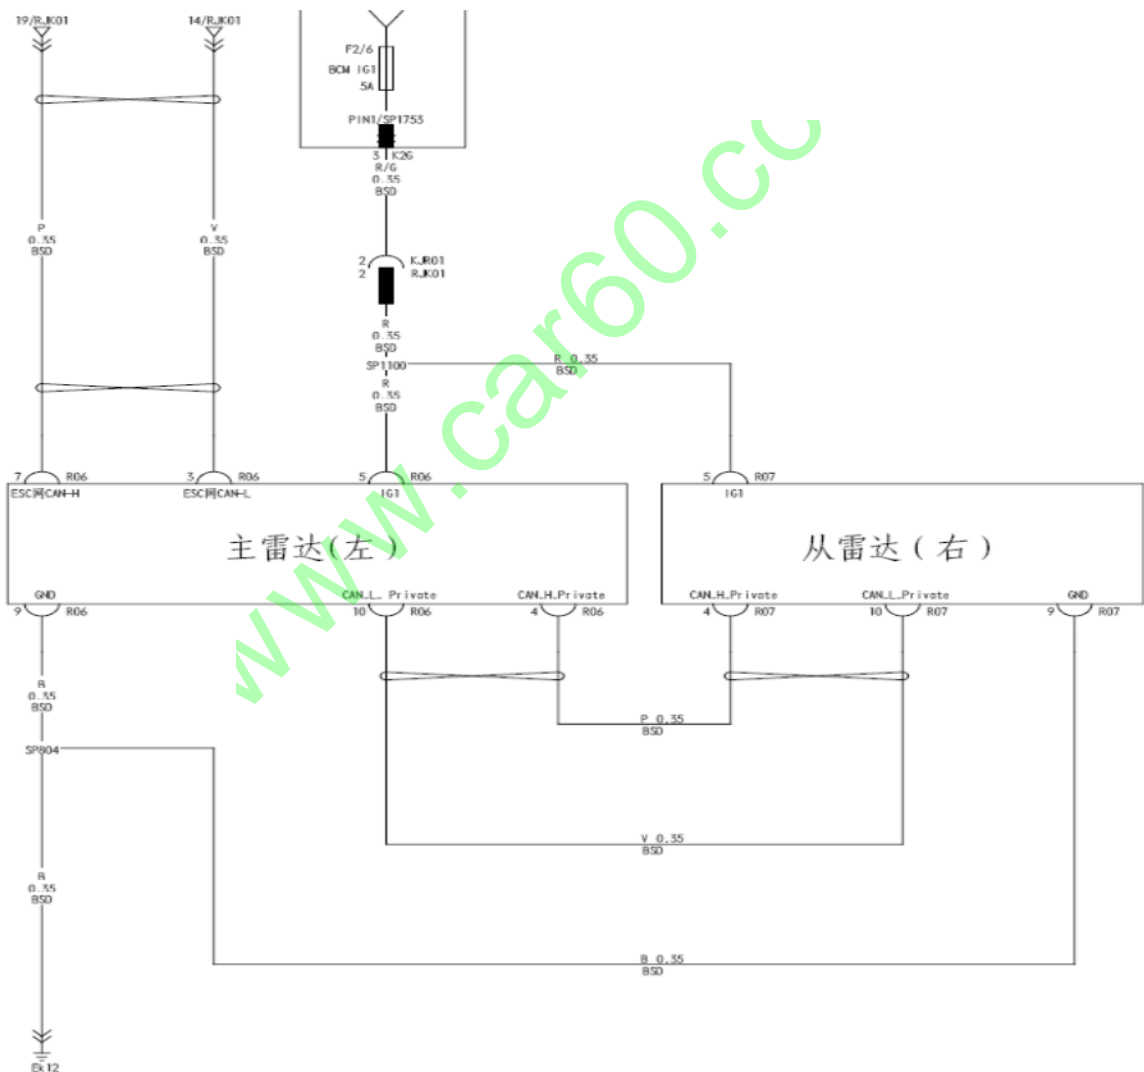 19/RJK01
14/RJK01
F2/6
BCM IG1
5A
PIN1/SP1753
3 K2G
R/G
0.35
BSD
P
0.35
BSD
V
0.35
BSD
2 KJR01
2 RJK01
R
0.35
BSD
SP1100
R 0.35
BSD
R
0.35
BSD
7 R06
3 R06
5 R06
5 R07
ESC网CAN-H
ESC网CAN-L
IG1
IG1
主雷达(左)
从雷达(右)
GND
CAN_L_ Private
CAN_H_Private
CAN_H_Private
CAN_L_Private
GND
9 R06
10 R06
4 R06
4 R07
10 R07
9 R07
B
0.35
BSD
P 0.35
BSD
SP804
V 0.35
BSD
B
0.35
BSD
B 0.35
BSD
Ek12
www.car60.co